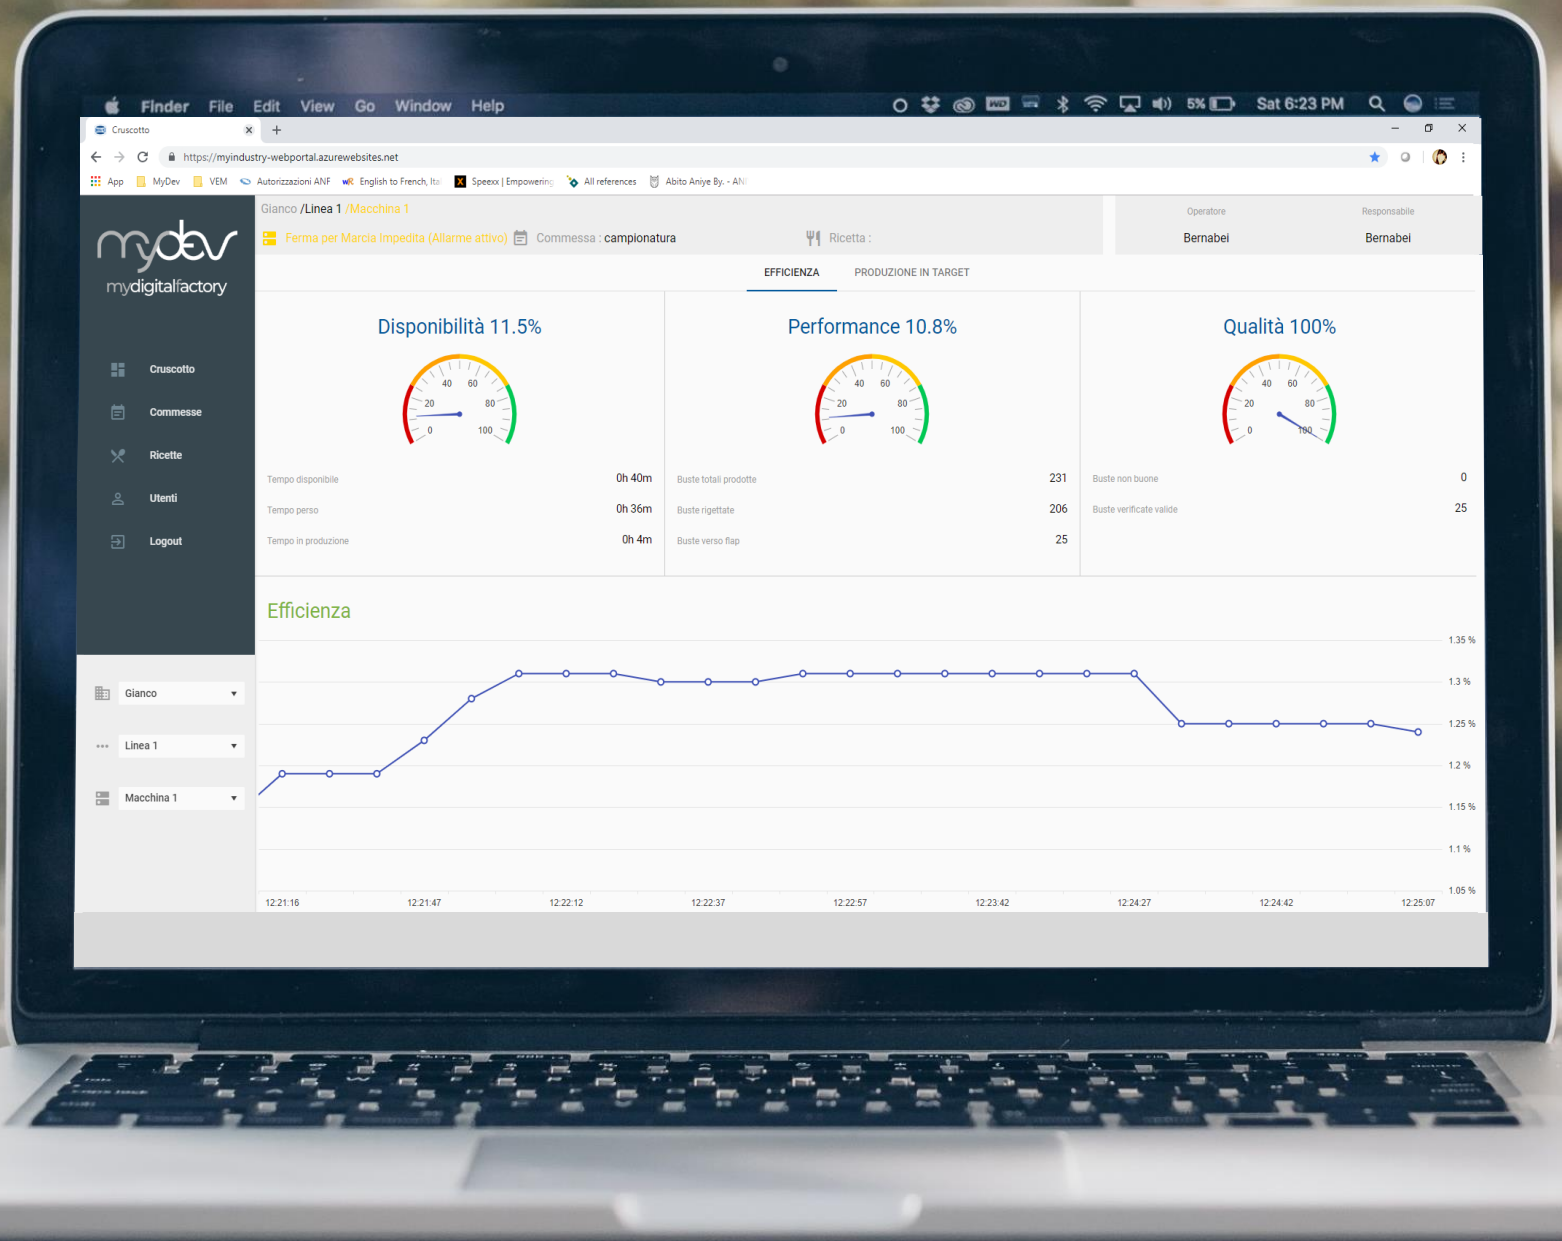 Finder File Edit View Go Window Help 5% Sat 6:23 PM
Cruscotto
https://myindustry-webportal.azurewebsites.net
App MyDev VEM Autorizzazioni ANF wR English to French, Ita X Speexx | Empowering All references Abito Aniye By. - AN
mydev
mydigitalfactory
Gianco /Linea 1 /Macchina 1
Ferma per Marcia Impedita (Allarme attivo) Commessa : campionatura Ricetta :
Operatore Responsabile
Bernabei Bernabei
EFFICIENZA PRODUZIONE IN TARGET
Cruscotto
Commesse
Ricette
Utenti
Logout
Gianco
Linea 1
Macchina 1
Disponibilità 11.5%
0 20 40 60 80 100
Tempo disponibile 0h 40m
Tempo perso 0h 36m
Tempo in produzione 0h 4m
Performance 10.8%
0 20 40 60 80 100
Buste totali prodotte 231
Buste rigettate 206
Buste verso flap 25
Qualità 100%
0 20 40 60 80 100
Buste non buone 0
Buste verificate valide 25
Efficienza
1.35 %
1.3 %
1.25 %
1.2 %
1.15 %
1.1 %
1.05 %
12:21:16 12:21:47 12:22:12 12:22:37 12:22:57 12:23:42 12:24:27 12:24:42 12:25:07